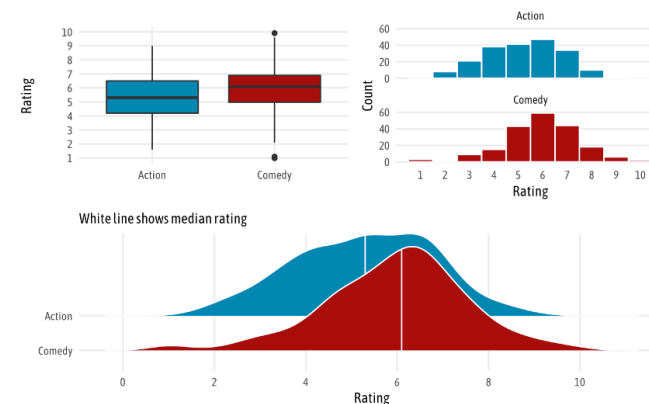 10
9
8
7
6
5
4
3
2
1
Rating
Action
Comedy
Action
60
40
20
0
Count
Comedy
60
40
20
0
1 2 3 4 5 6 7 8 9 10
Rating
White line shows median rating
Action
Comedy
0 2 4 6 8 10
Rating